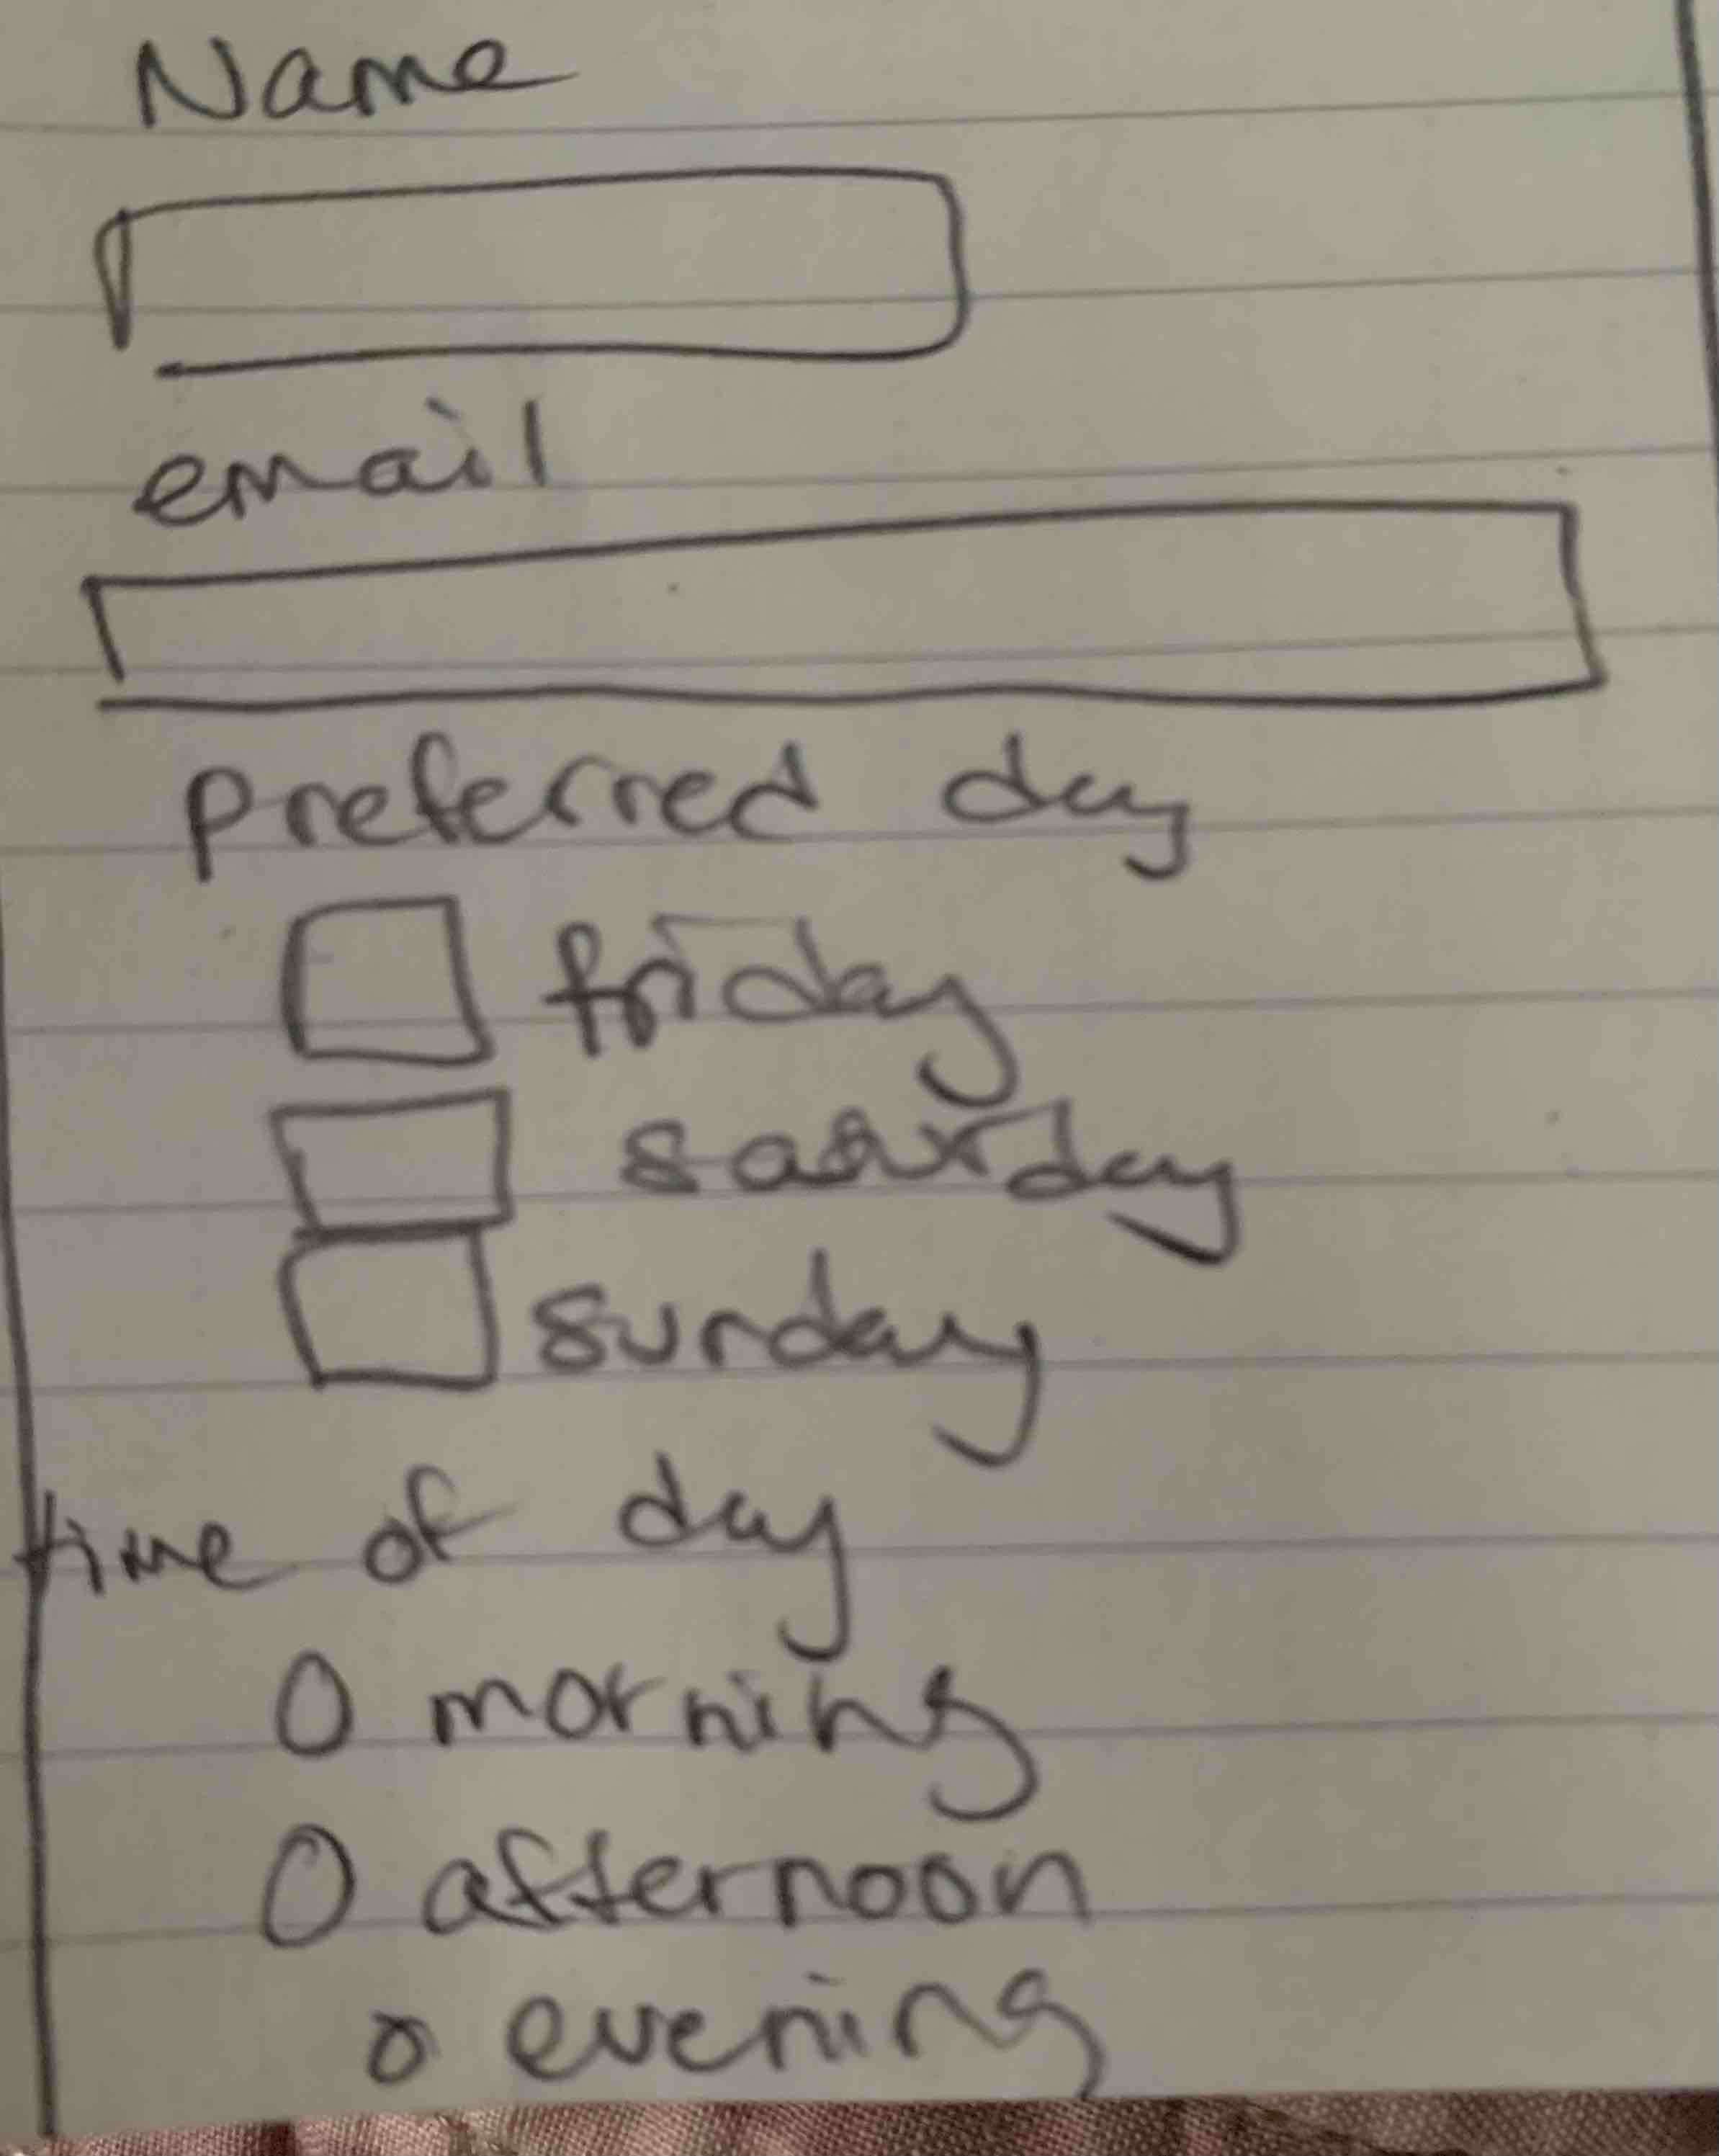 Name
email
preferred day
friday
saturday
sunday
time of day
morning
afternoon
evening